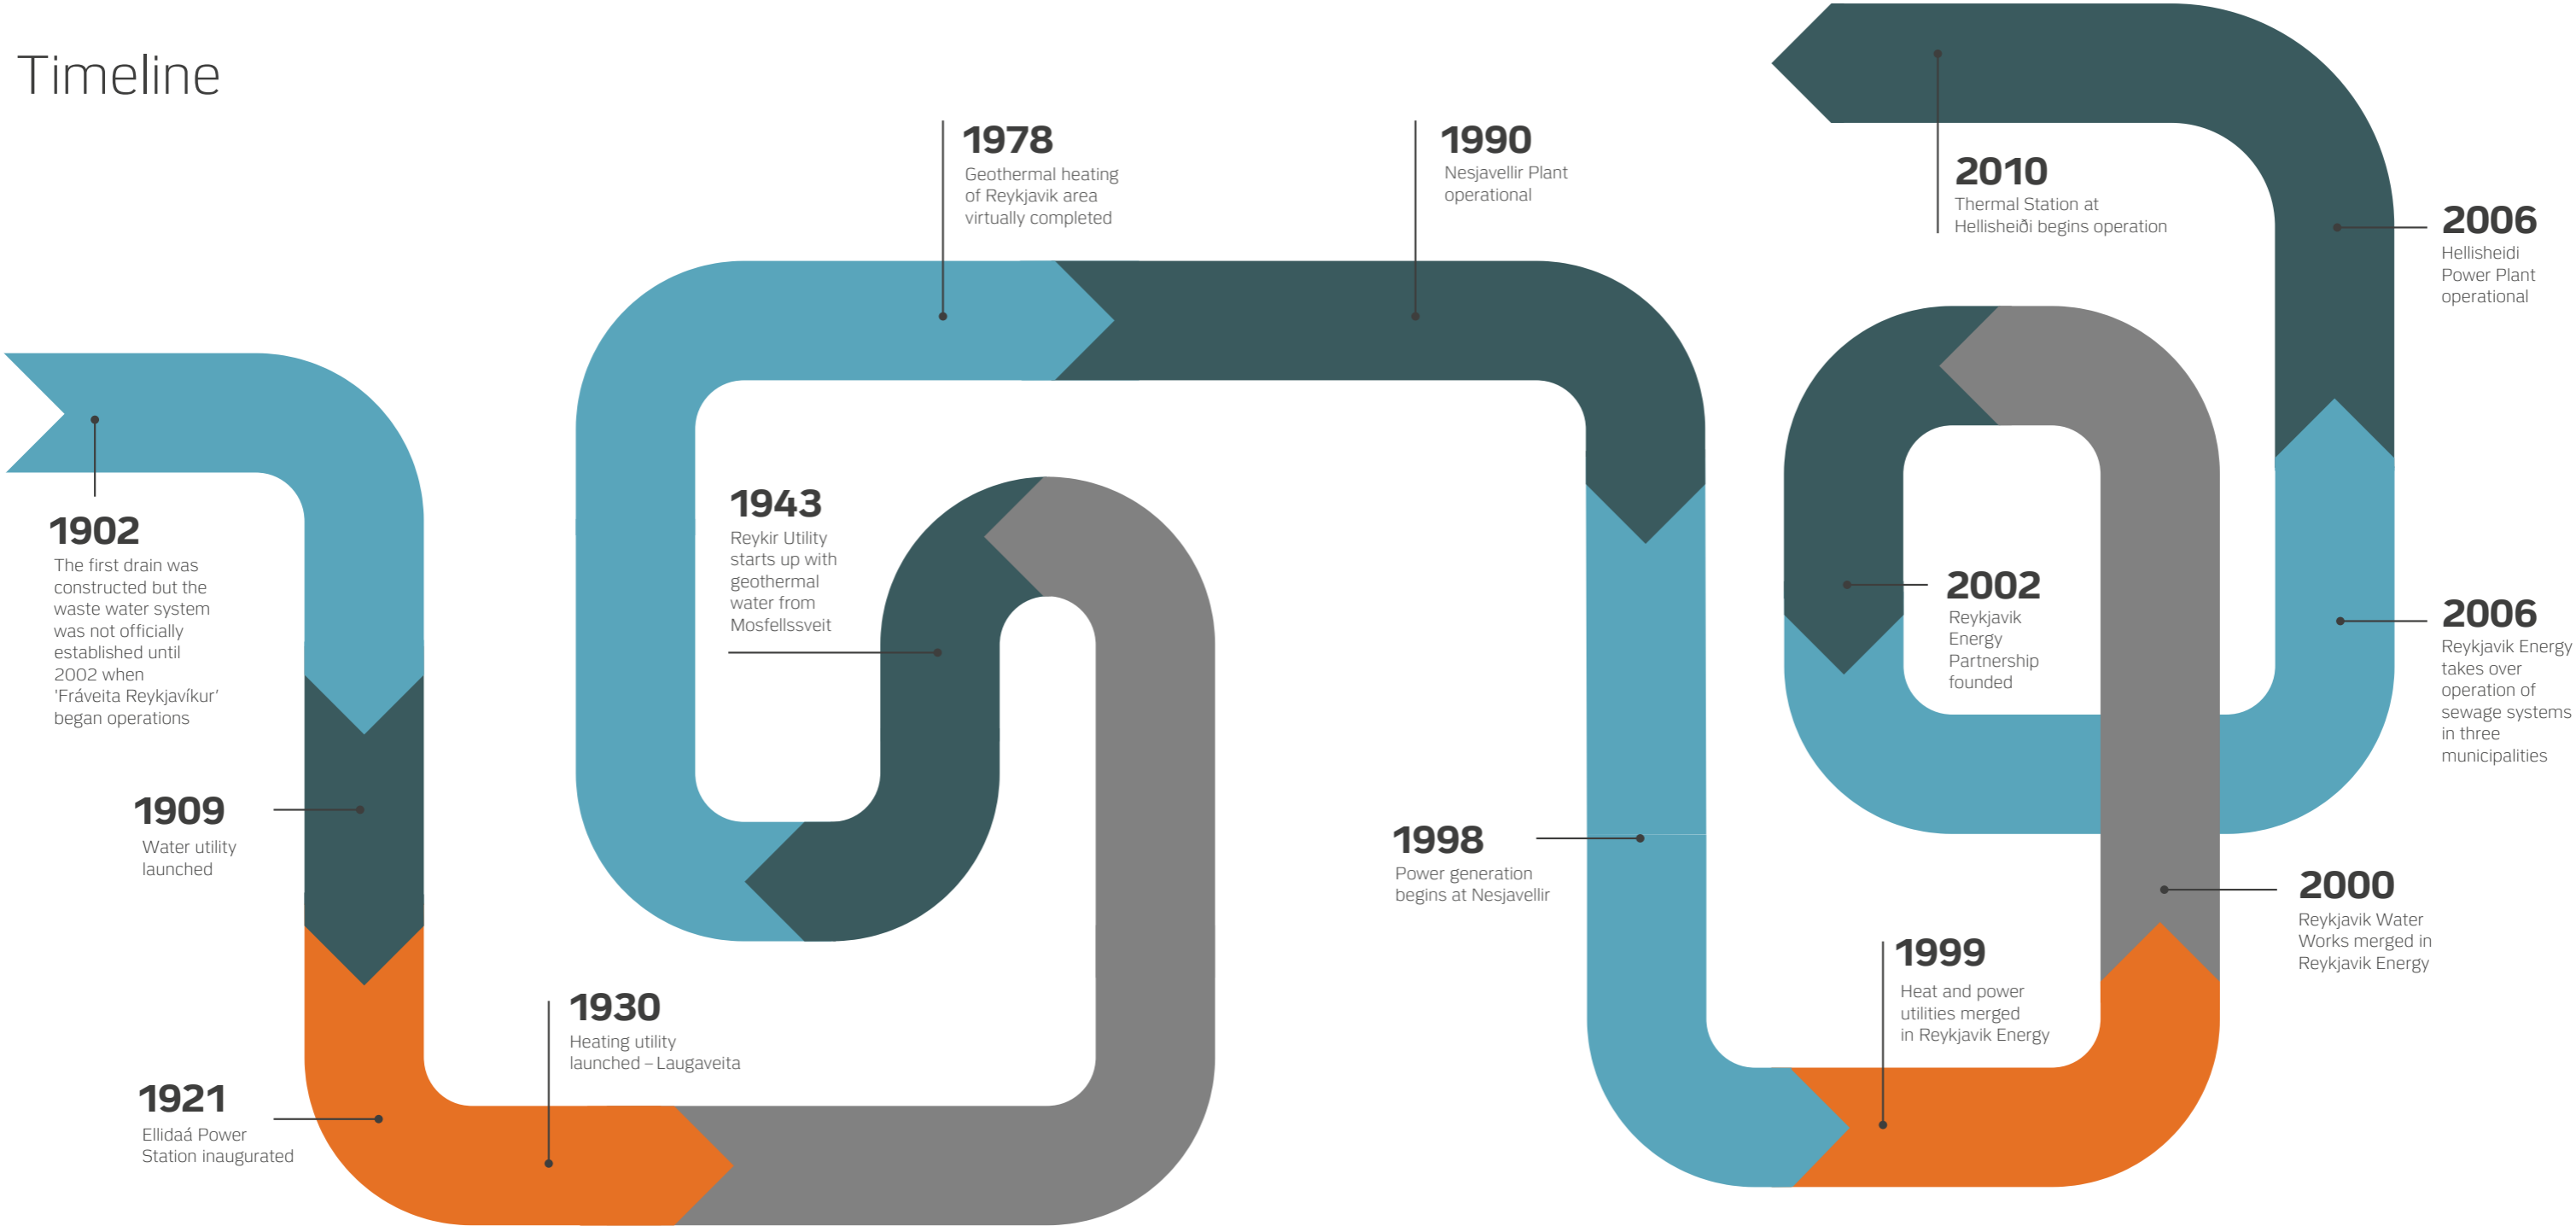 Timeline
1902
The first drain was
constructed but the
waste water system
was not officially
established until
2002 when
'Fráveita Reykjavíkur'
began operations
1909
Water utility
launched
1921
Ellidaá Power
Station inaugurated
1930
Heating utility
launched – Laugaveita
1943
Reykir Utility
starts up with
geothermal
water from
Mosfellssveit
1978
Geothermal heating
of Reykjavik area
virtually completed
1990
Nesjavellir Plant
operational
1998
Power generation
begins at Nesjavellir
1999
Heat and power
utilities merged
in Reykjavik Energy
2000
Reykjavik Water
Works merged in
Reykjavik Energy
2002
Reykjavik
Energy
Partnership
founded
2006
Reykjavik Energy
takes over
operation of
sewage systems
in three
municipalities
2006
Hellisheidi
Power Plant
operational
2010
Thermal Station at
Hellisheiði begins operation